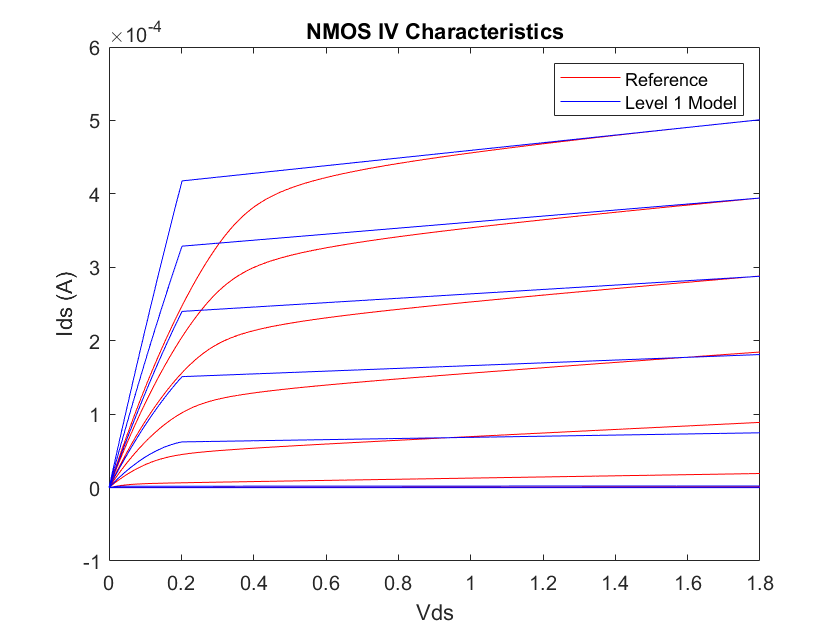 NMOS IV Characteristics
×10⁻⁴
6
5
4
3
2
1
0
-1
0 0.2 0.4 0.6 0.8 1 1.2 1.4 1.6 1.8
Vds
Ids (A)
Reference
Level 1 Model